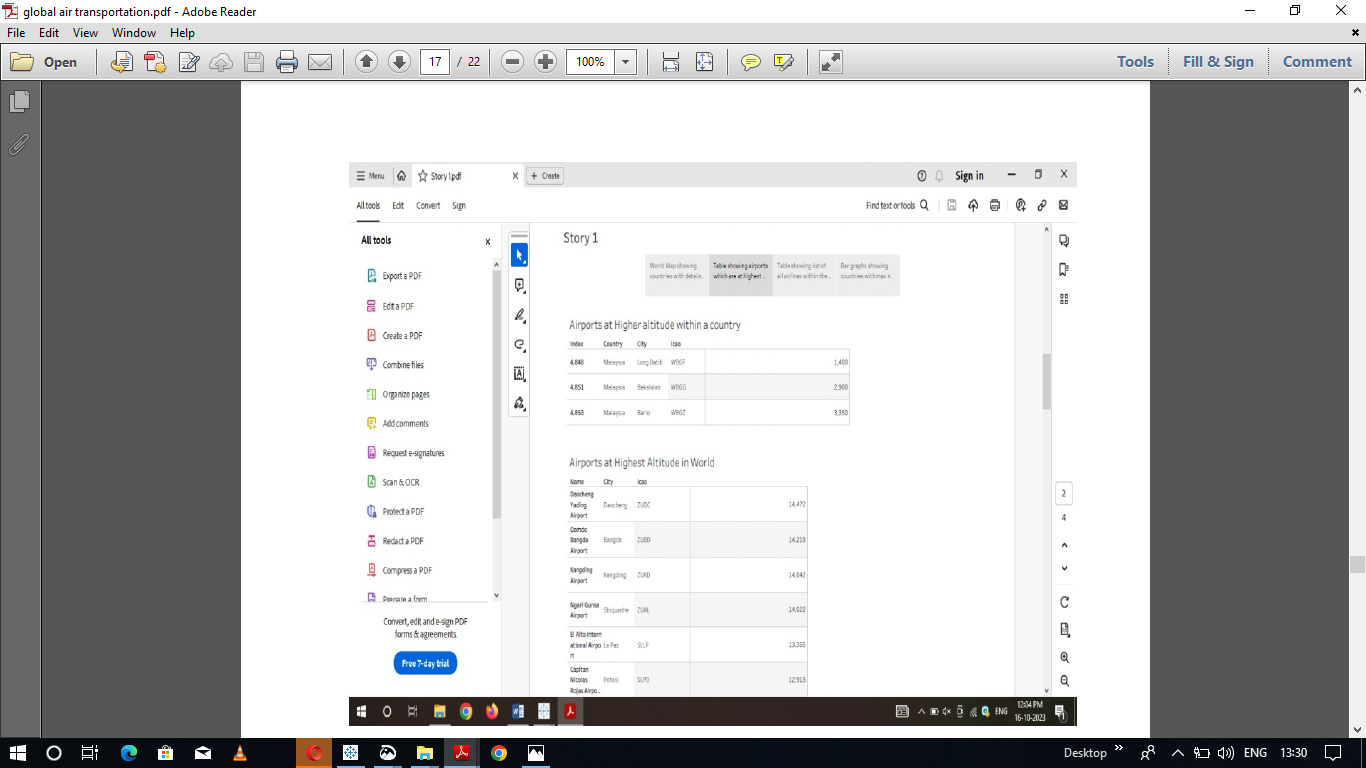 global air transportation.pdf - Adobe Reader
File Edit View Window Help
Open 17 / 22 100% Tools Fill & Sign Comment
Menu Story 1.pdf Create Sign in
All tools Edit Convert Sign Find text or tools
All tools
Export a PDF
Edit a PDF
Create a PDF
Combine files
Organize pages
Add comments
Request e-signatures
Scan & OCR
Protect a PDF
Redact a PDF
Compress a PDF
Prepare a form
Convert, edit and e-sign PDF
forms & agreements.
Free 7-day trial
Story 1
World Map showing
countries with details..
Table showing airports
which are at highest ..
Table showing list of
all airlines within the ..
Bar graphs showing
countries with max n..
Airports at Higher altitude within a country
Index Country City Icao
4,848 Malaysia Long Datih WBGF 1,400
4,851 Malaysia Bakalalan WBGQ 2,900
4,853 Malaysia Bario WBGZ 3,350
Airports at Highest Altitude in World
Name City Icao
Daocheng
Yading
Airport
Daocheng ZUDC 14,472
Qamdo
Bangda
Airport
Bangda ZUBD 14,219
Kangding
Airport
Kangding ZUKD 14,042
Ngari Gunsa
Airport
Shiquanhe ZUAL 14,022
El Alto Intern
ational Airpo
rt
La Paz SLLP 13,355
Capitan
Nicolas
Rojas Airpo..
Potosi SLPO 12,913
2
4
ENG 12:04 PM
16-10-2023
1
Desktop ENG 13:30